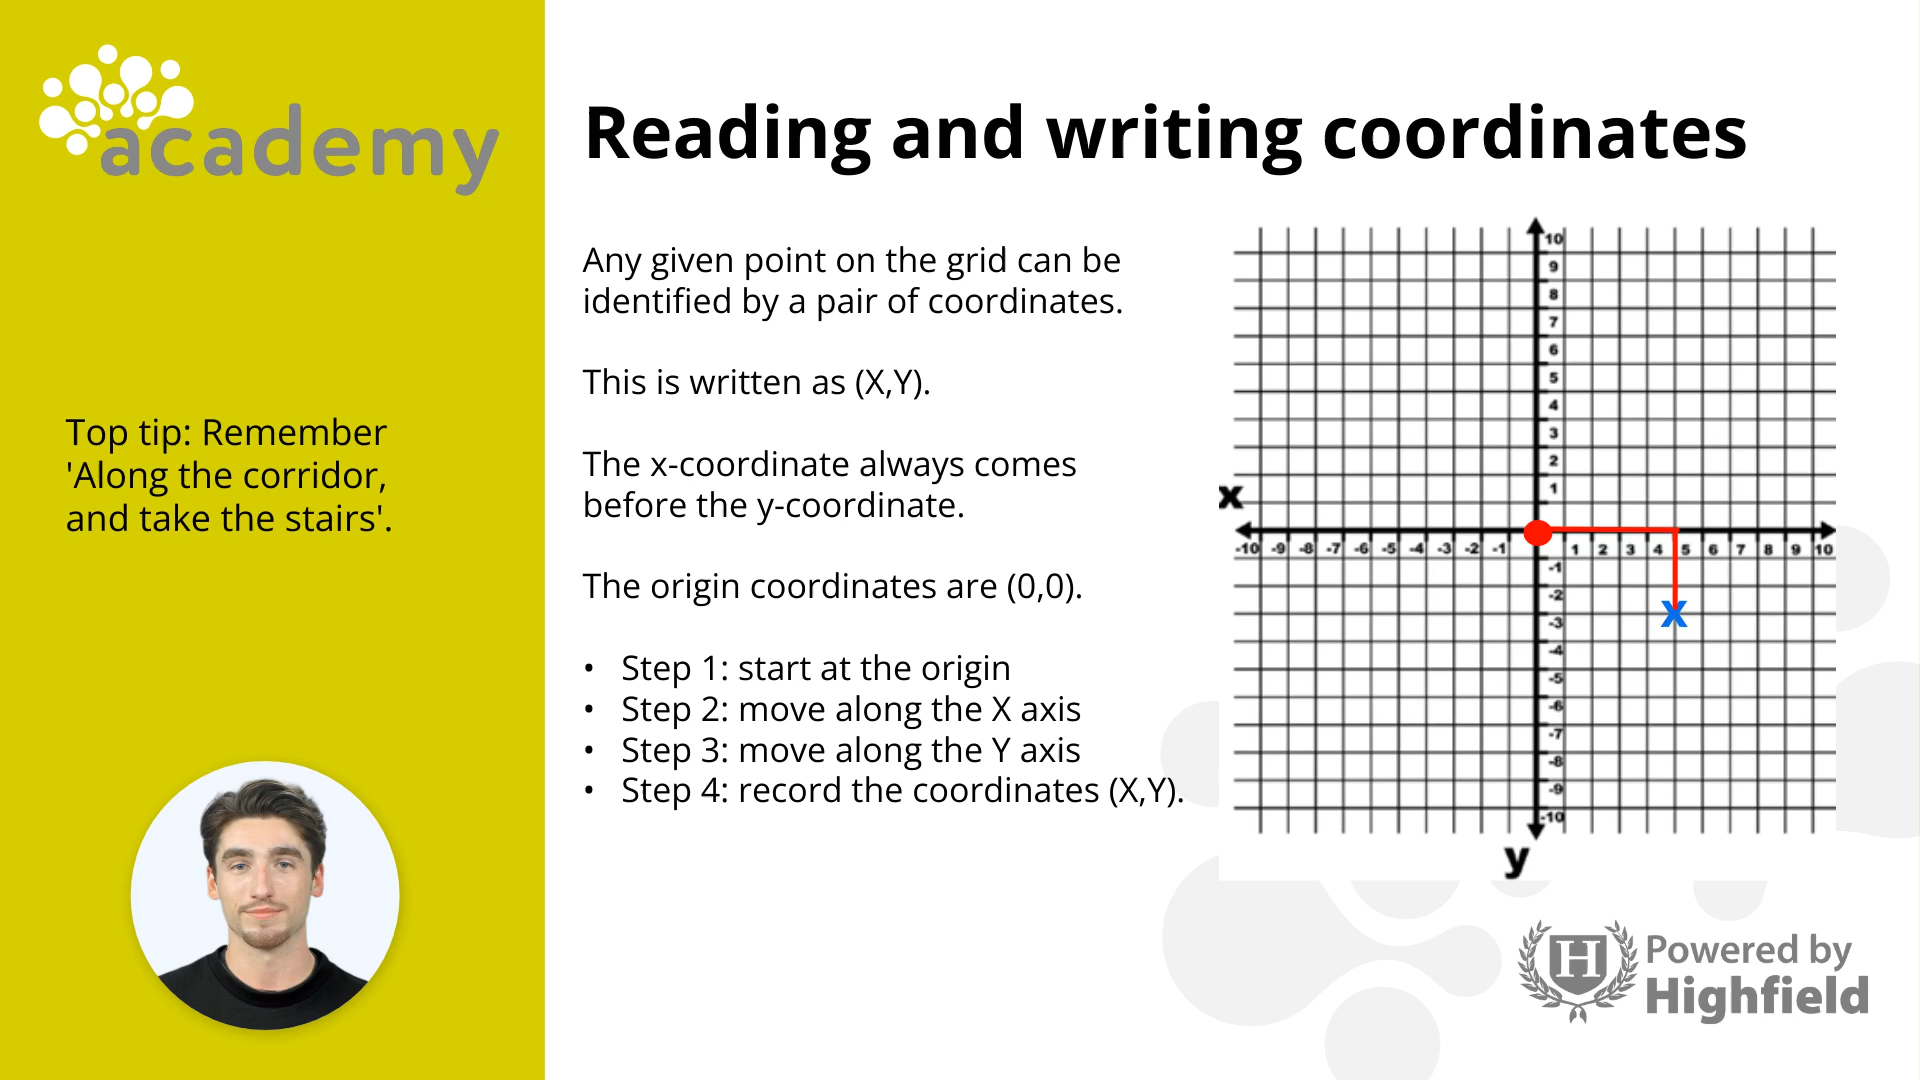 academy
Top tip: Remember
'Along the corridor,
and take the stairs'.
Reading and writing coordinates
Any given point on the grid can be
identified by a pair of coordinates.
This is written as (X,Y).
The x-coordinate always comes
before the y-coordinate.
The origin coordinates are (0,0).
• Step 1: start at the origin
• Step 2: move along the X axis
• Step 3: move along the Y axis
• Step 4: record the coordinates (X,Y).
10
9
8
7
6
5
4
3
2
1
x
-10 -9 -8 -7 -6 -5 -4 -3 -2 -1 1 2 3 4 5 6 7 8 9 10
-1
-2
x
-3
-4
-5
-6
-7
-8
-9
-10
y
H
Powered by
Highfield